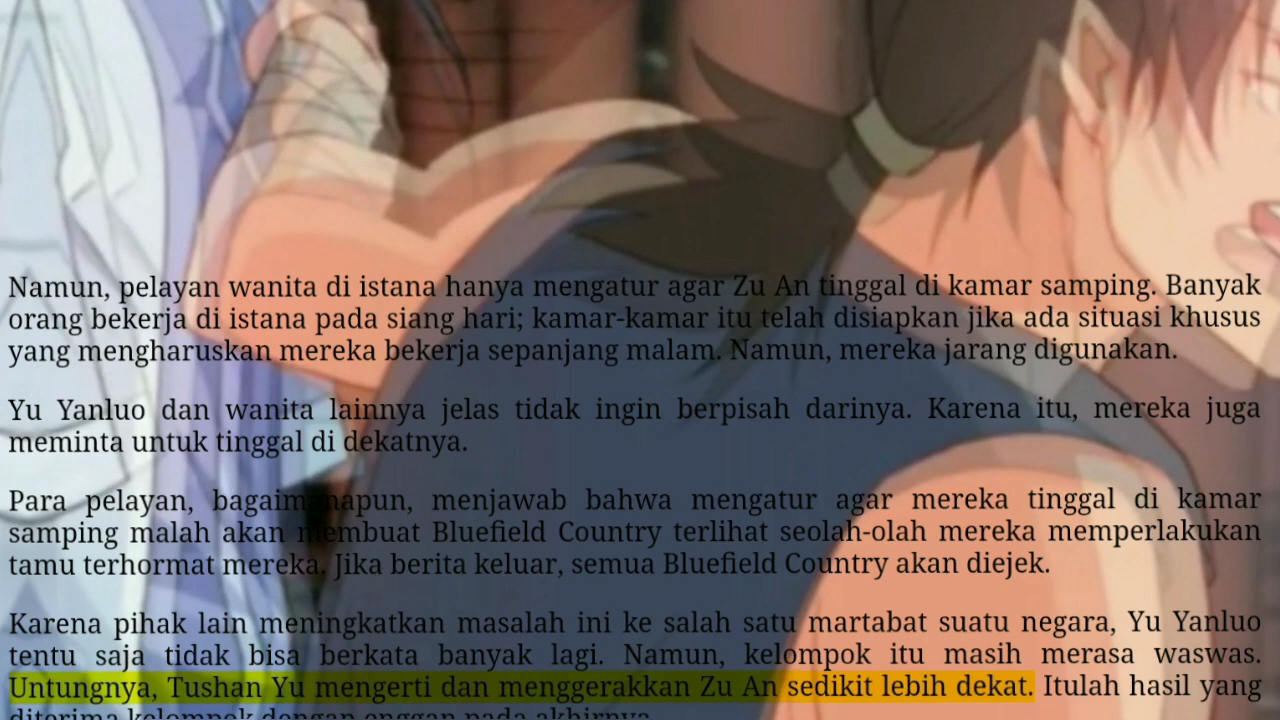 Namun, pelayan wanita di istana hanya mengatur agar Zu An tinggal di kamar samping. Banyak
orang bekerja di istana pada siang hari; kamar-kamar itu telah disiapkan jika ada situasi khusus
yang mengharuskan mereka bekerja sepanjang malam. Namun, mereka jarang digunakan.
Yu Yanluo dan wanita lainnya jelas tidak ingin berpisah darinya. Karena itu, mereka juga
meminta untuk tinggal di dekatnya.
Para pelayan, bagaimanapun, menjawab bahwa mengatur agar mereka tinggal di kamar
samping malah akan membuat Bluefield Country terlihat seolah-olah mereka memperlakukan
tamu terhormat mereka. Jika berita keluar, semua Bluefield Country akan diejek.
Karena pihak lain meningkatkan masalah ini ke salah satu martabat suatu negara, Yu Yanluo
tentu saja tidak bisa berkata banyak lagi. Namun, kelompok itu masih merasa waswas.
Untungnya, Tushan Yu mengerti dan menggerakkan Zu An sedikit lebih dekat. Itulah hasil yang
diterima kelompok dengan enggan pada akhirnya.